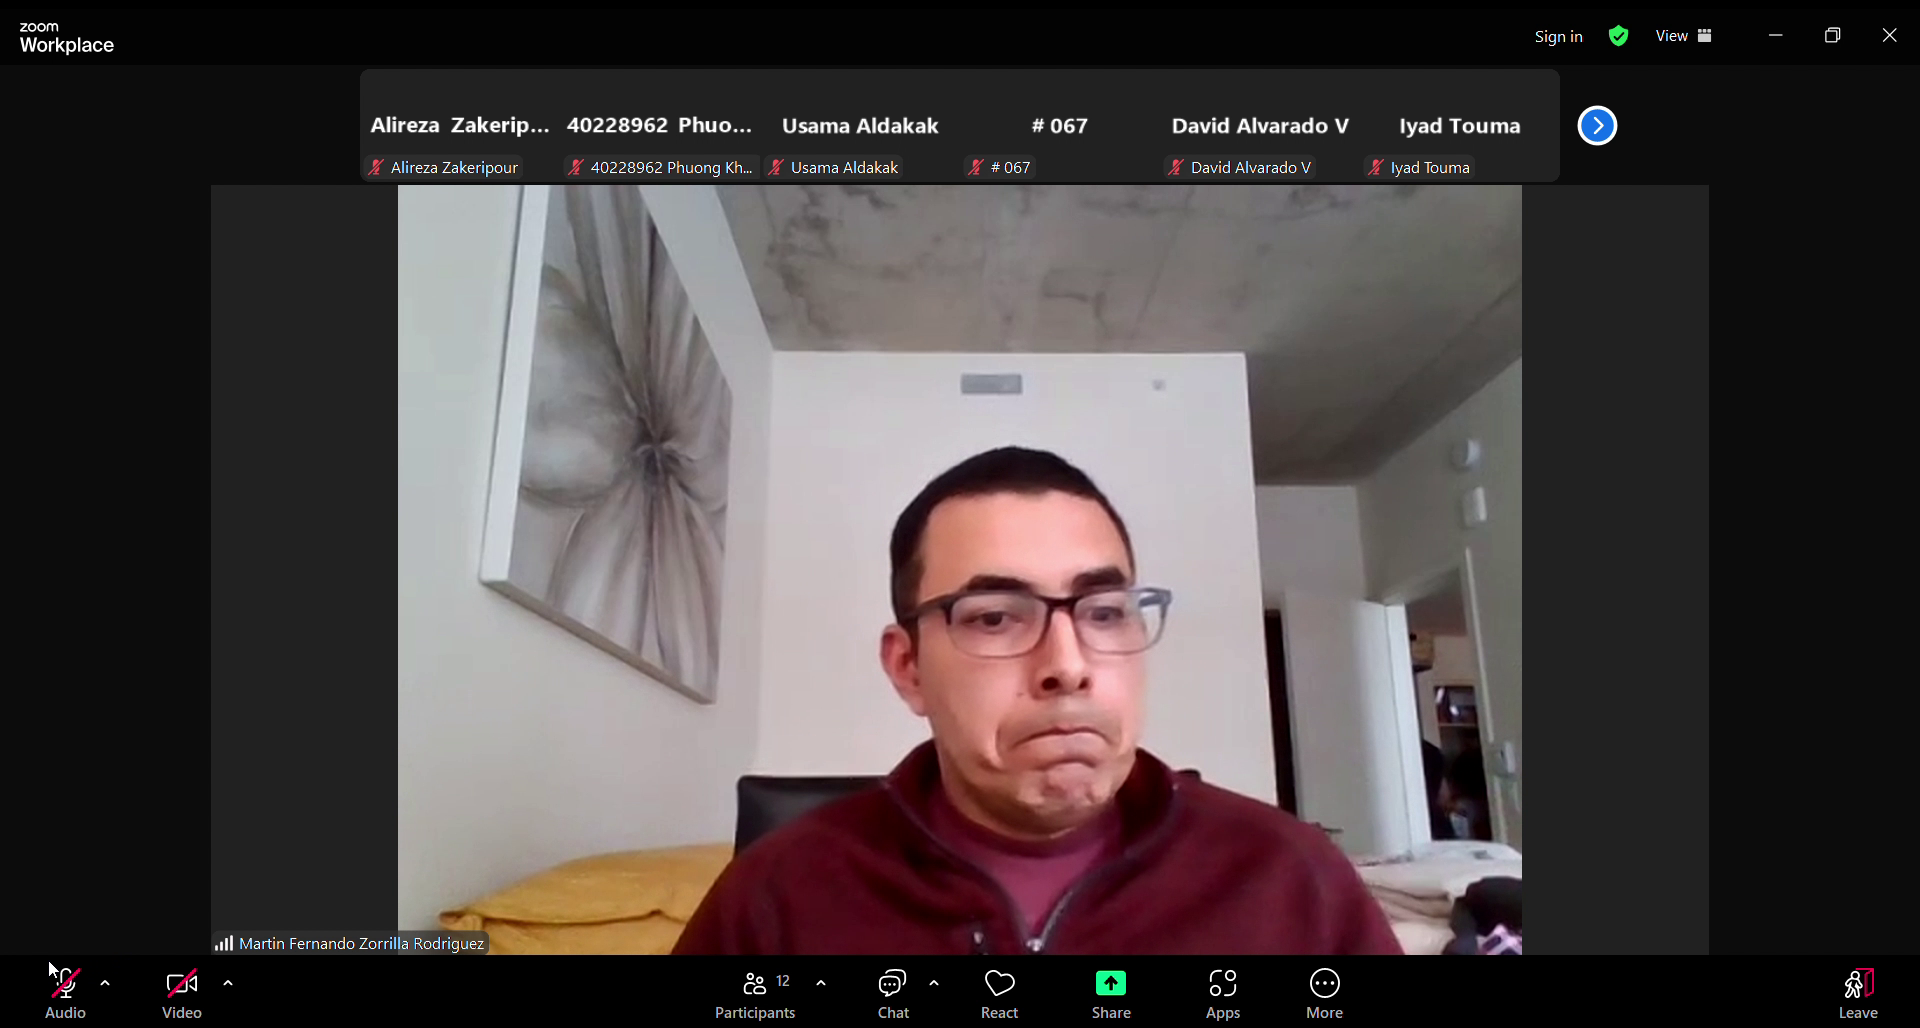 zoom
Workplace
Sign in
View
Alireza Zakerip...
40228962 Phuo...
Usama Aldakak
# 067
David Alvarado V
Iyad Touma
Alireza Zakeripour
40228962 Phuong Kh...
Usama Aldakak
# 067
David Alvarado V
Iyad Touma
Martin Fernando Zorrilla Rodriguez
Audio
Video
12
Participants
Chat
React
Share
Apps
More
Leave